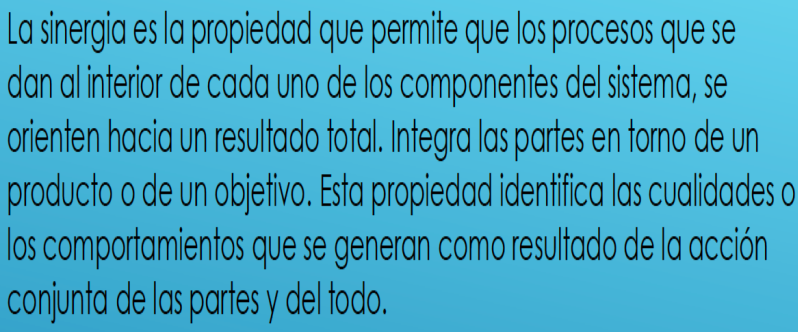 La sinergia es la propiedad que permite que los procesos que se
dan al interior de cada uno de los componentes del sistema, se
orienten hacia un resultado total. Integra las partes en torno de un
producto o de un objetivo. Esta propiedad identifica las cualidades o
los comportamientos que se generan como resultado de la acción
conjunta de las partes y del todo.